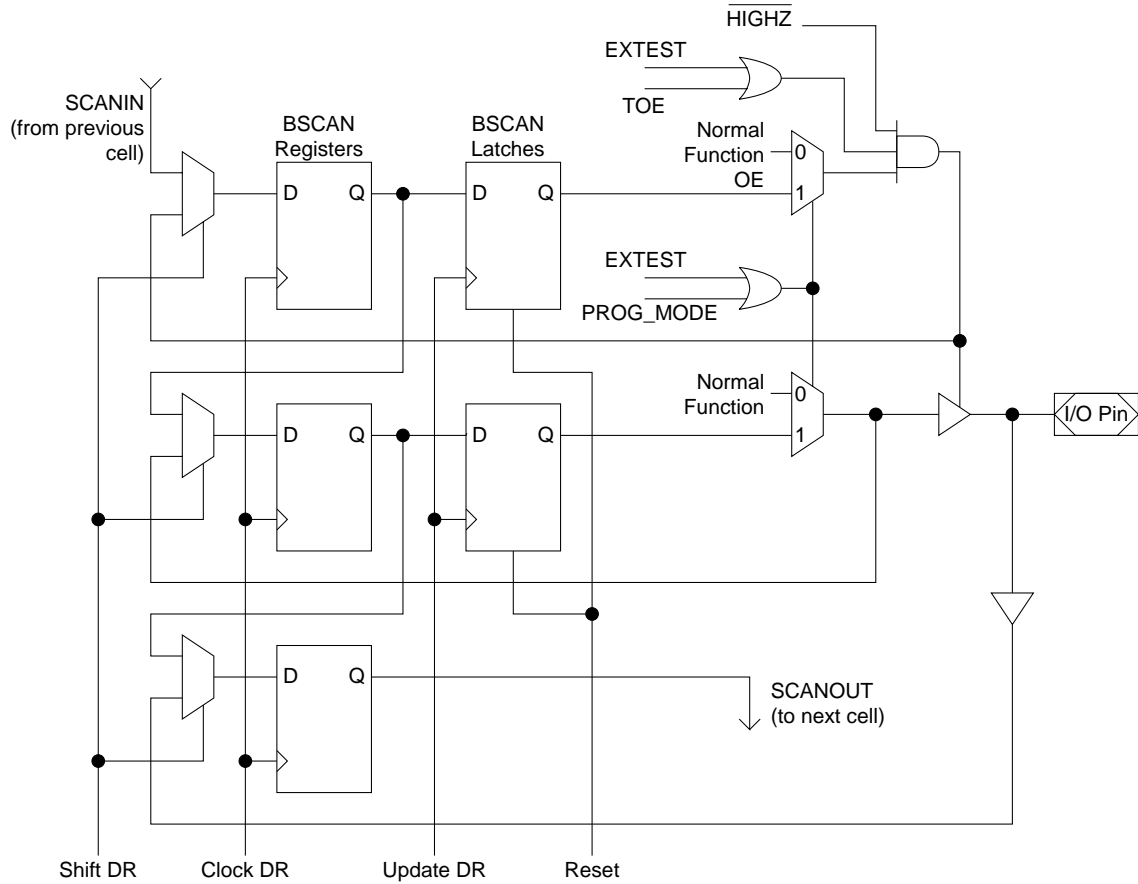 HIGHZ
EXTEST
TOE
SCANIN
(from previous
cell)
BSCAN
Registers
BSCAN
Latches
Normal
Function
OE
0
1
D Q
D Q
EXTEST
PROG_MODE
Normal
Function
0
1
I/O Pin
D Q
D Q
D Q
SCANOUT
(to next cell)
Shift DR
Clock DR
Update DR
Reset